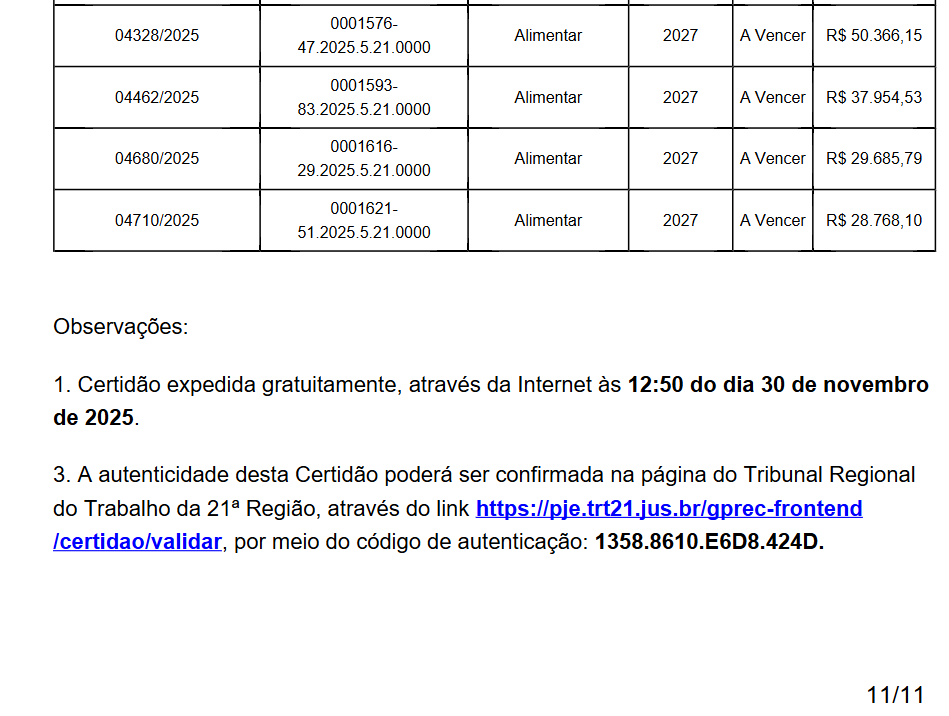 04328/2025 0001576- Alimentar 2027 A Vencer R$ 50.366,15
47.2025.5.21.0000
04462/2025 0001593- Alimentar 2027 A Vencer R$ 37.954,53
83.2025.5.21.0000
04680/2025 0001616- Alimentar 2027 A Vencer R$ 29.685,79
29.2025.5.21.0000
04710/2025 0001621- Alimentar 2027 A Vencer R$ 28.768,10
51.2025.5.21.0000
Observações:
1. Certidão expedida gratuitamente, através da Internet às 12:50 do dia 30 de novembro
de 2025.
3. A autenticidade desta Certidão poderá ser confirmada na página do Tribunal Regional
do Trabalho da 21ª Região, através do link https://pje.trt21.jus.br/gprec-frontend
/certidao/validar, por meio do código de autenticação: 1358.8610.E6D8.424D.
11/11